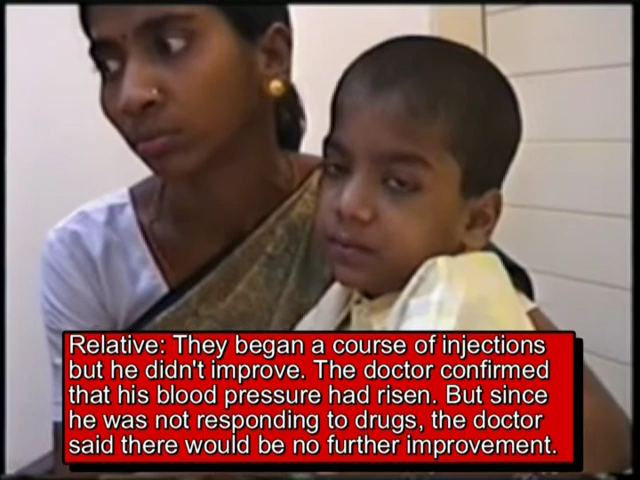 Relative: They began a course of injections
but he didn't improve. The doctor confirmed
that his blood pressure had risen. But since
he was not responding to drugs, the doctor
said there would be no further improvement.